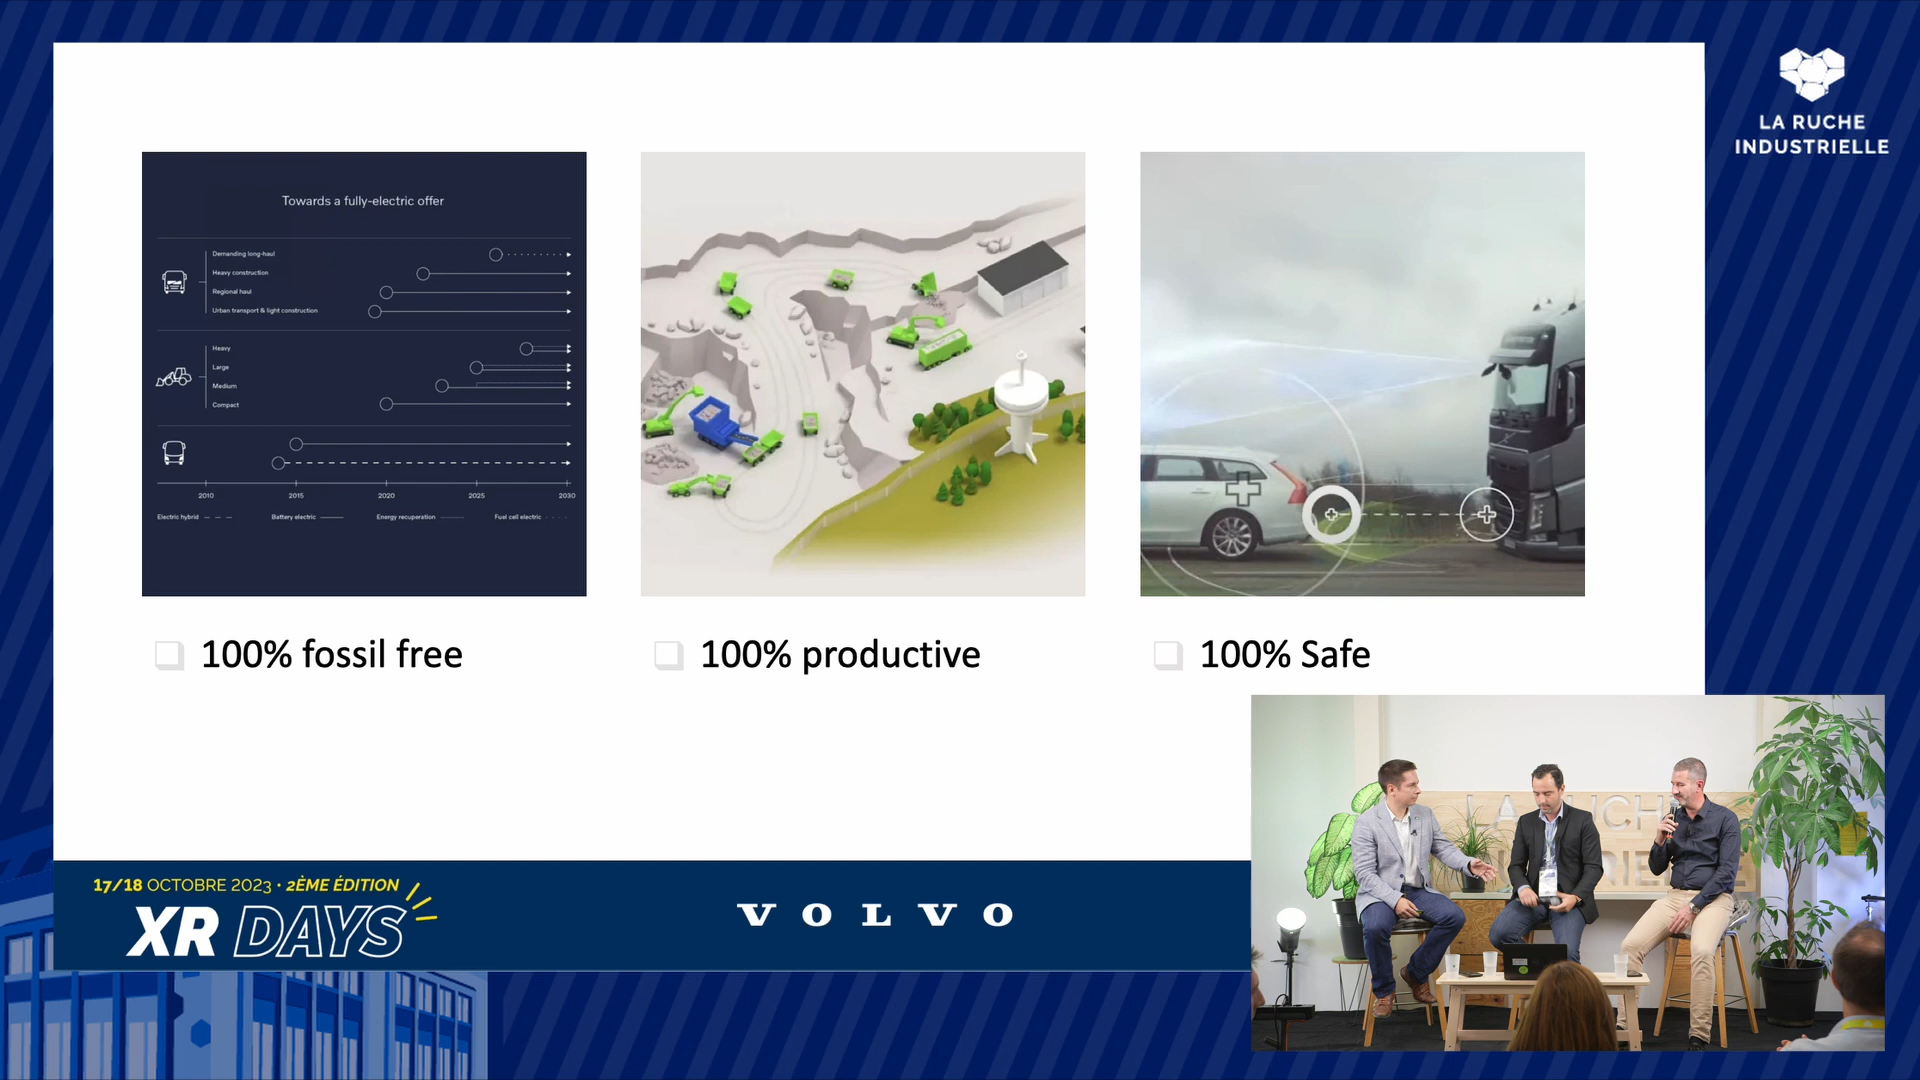 LA RUCHE
INDUSTRIELLE
Towards a fully-electric offer
Demanding long-haul
Heavy construction
Regional haul
Urban transport & light construction
Heavy
Large
Medium
Compact
2010 2015 2020 2025 2030
Electric hybrid Battery electric Energy recuperation Fuel cell electric
100% fossil free
100% productive
100% Safe
17/18 OCTOBRE 2023 • 2ÈME ÉDITION
XR DAYS
VOLVO
LA RUCHE